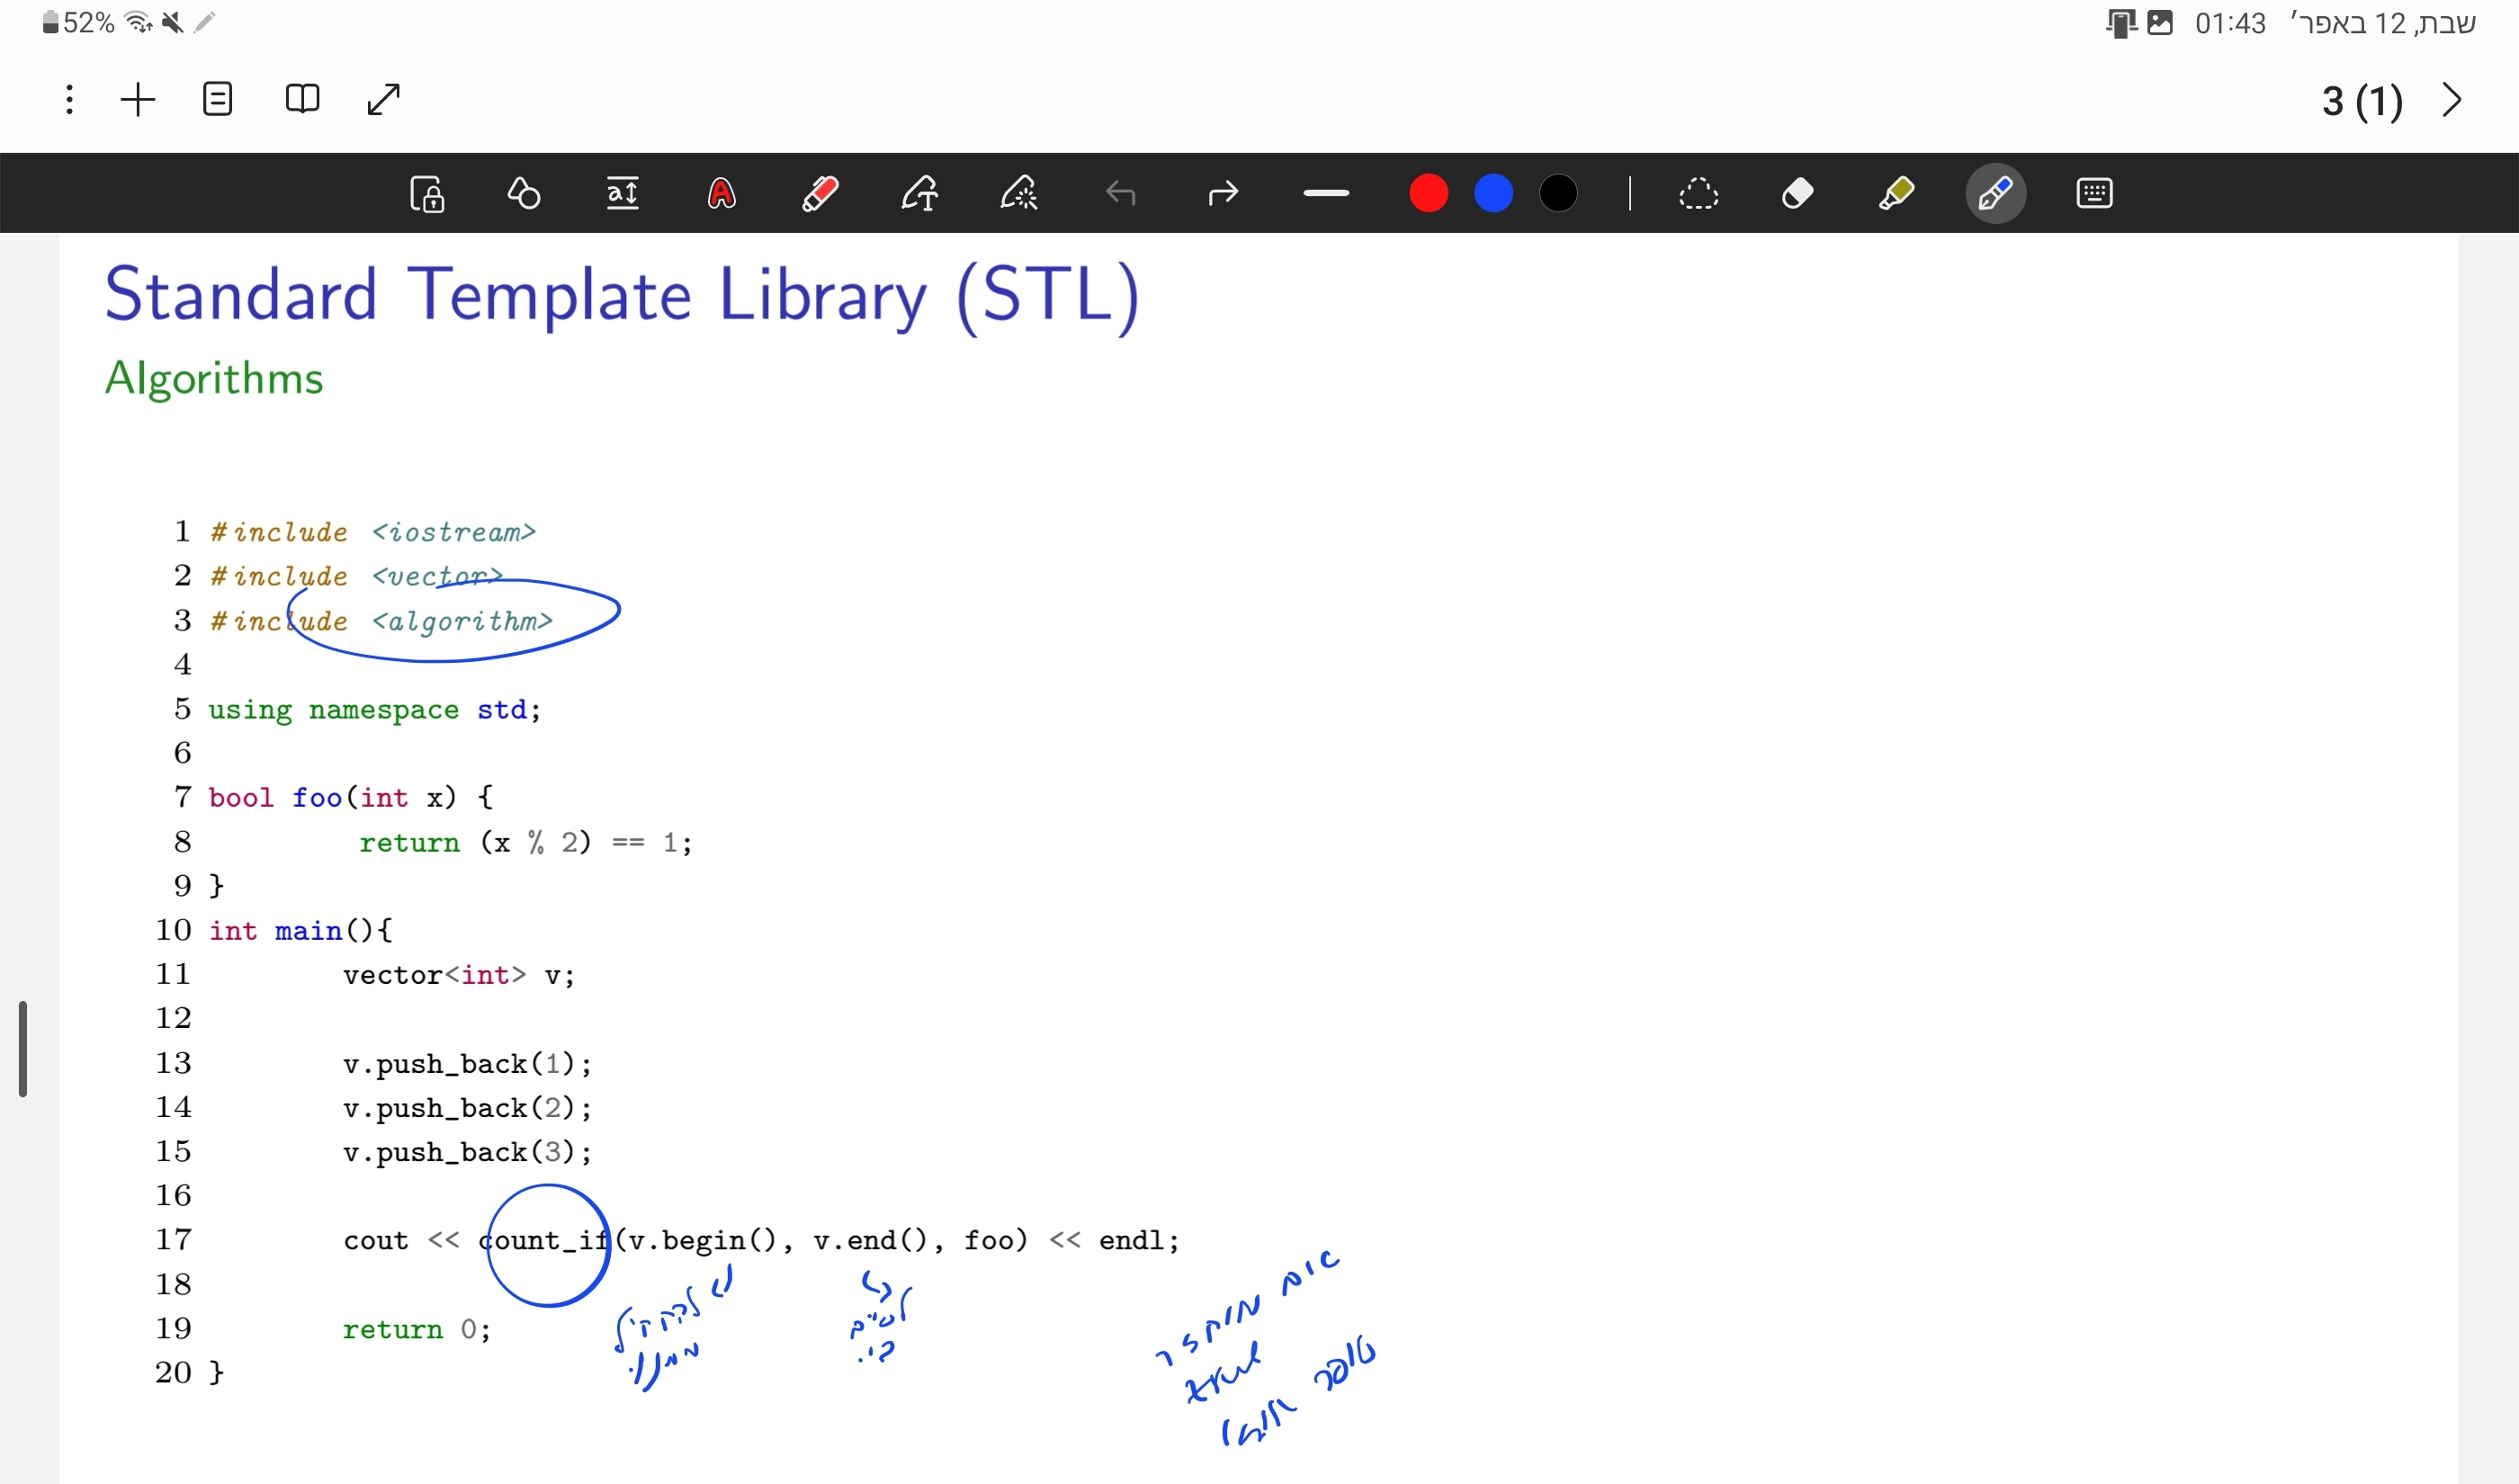 52%
שבת, 12 באפר׳ 01:43
3 (1)
Standard Template Library (STL)
Algorithms
1 #include <iostream>
2 #include <vector>
3 #include <algorithm>
4
5 using namespace std;
6
7 bool foo(int x) {
8 return (x % 2) == 1;
9 }
10 int main(){
11 vector<int> v;
12
13 v.push_back(1);
14 v.push_back(2);
15 v.push_back(3);
16
17 cout << count_if(v.begin(), v.end(), foo) << endl;
18
19 return 0;
20 }
true